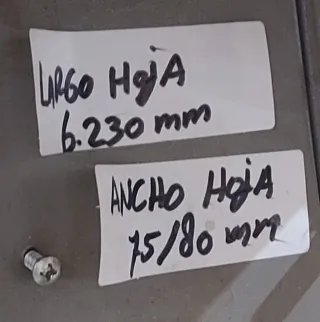 LARGO HojA
6.230 mm
ANCHO HojA
75/80 mm